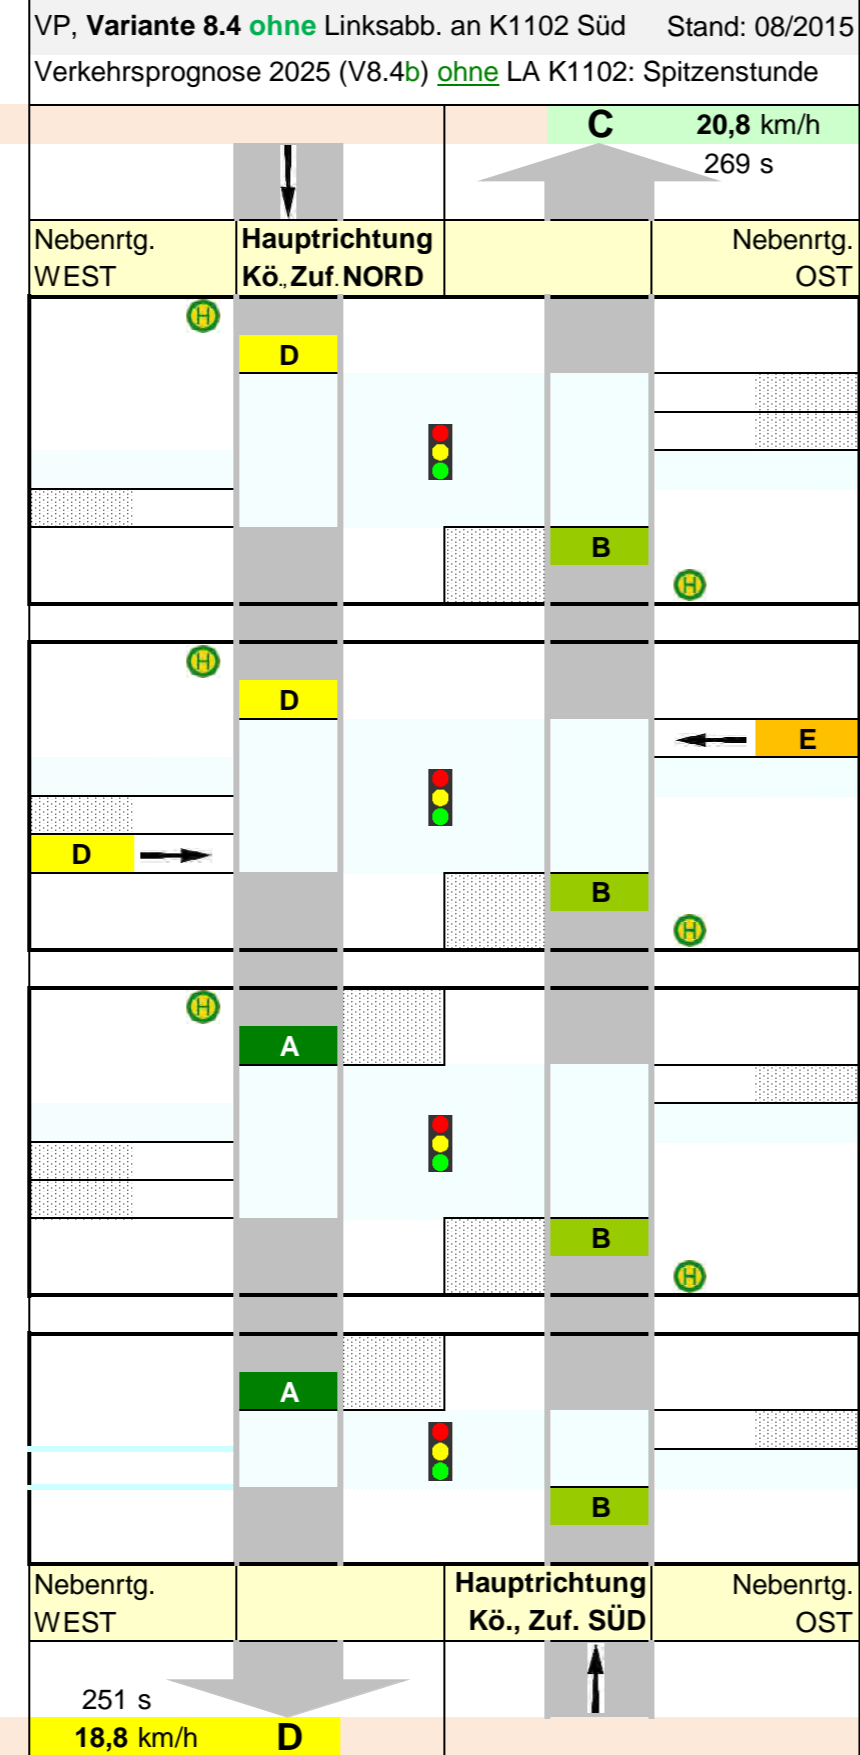 VP, Variante 8.4 ohne Linksabb. an K1102 Süd Stand: 08/2015
Verkehrsprognose 2025 (V8.4b) ohne LA K1102: Spitzenstunde
C 20,8 km/h
269 s
Nebenrtg. Hauptrichtung Nebenrtg.
WEST Kö., Zuf. NORD OST
H
D
B
H
H
D
E
D
B
H
H
A
B
H
A
B
Nebenrtg. Hauptrichtung Nebenrtg.
WEST Kö., Zuf. SÜD OST
251 s
18,8 km/h D